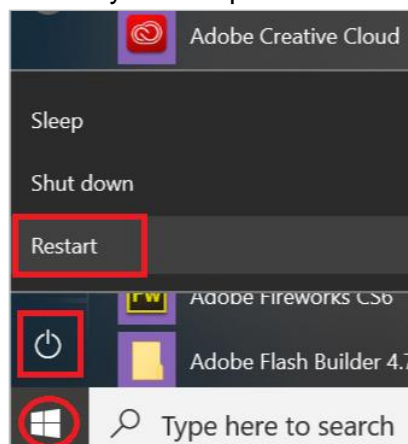 Adobe Creative Cloud
Sleep
Shut down
Restart
FW
Adobe Fireworks CS6
Adobe Flash Builder 4.7
Type here to search